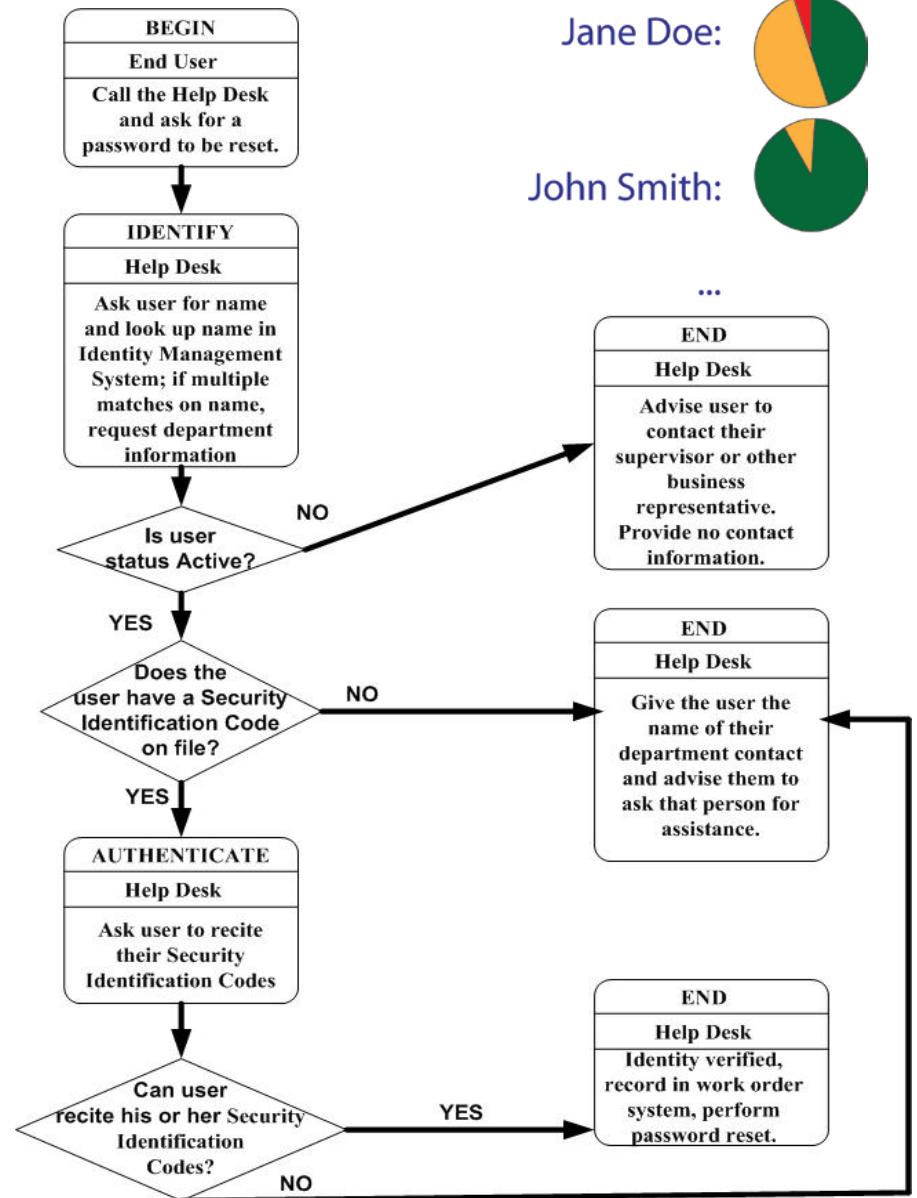 BEGIN
End User
Call the Help Desk
and ask for a
password to be reset.
Jane Doe:
John Smith:
...
IDENTIFY
Help Desk
Ask user for name
and look up name in
Identity Management
System; if multiple
matches on name,
request department
information
Is user
status Active?
NO
END
Help Desk
Advise user to
contact their
supervisor or other
business
representative.
Provide no contact
information.
YES
Does the
user have a Security
Identification Code
on file?
NO
END
Help Desk
Give the user the
name of their
department contact
and advise them to
ask that person for
assistance.
YES
AUTHENTICATE
Help Desk
Ask user to recite
their Security
Identification Codes
Can user
recite his or her Security
Identification
Codes?
YES
END
Help Desk
Identity verified,
record in work order
system, perform
password reset.
NO